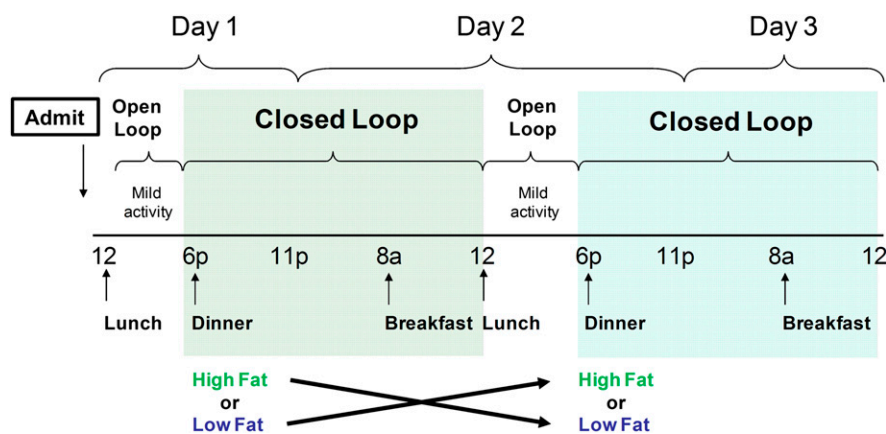 Day 1 Day 2 Day 3
Admit
Open
Loop
Closed Loop
Open
Loop
Closed Loop
Mild
activity
Mild
activity
12 6p 11p 8a 12 6p 11p 8a 12
Lunch Dinner Breakfast Lunch Dinner Breakfast
High Fat
or
Low Fat
High Fat
or
Low Fat